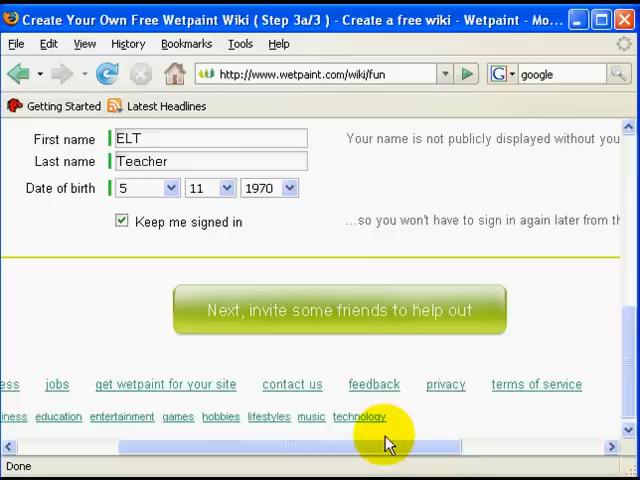 Create Your Own Free Wetpaint Wiki ( Step 3a/3 ) - Create a free wiki - Wetpaint - Mo...
File Edit View History Bookmarks Tools Help
http://www.wetpaint.com/wiki/fun G google
Getting Started Latest Headlines
First name ELT Your name is not publicly displayed without you
Last name Teacher
Date of birth 5 11 1970
Keep me signed in ...so you won't have to sign in again later from th
Next, invite some friends to help out
ess jobs get wetpaint for your site contact us feedback privacy terms of service
iness education entertainment games hobbies lifestyles music technology
Done